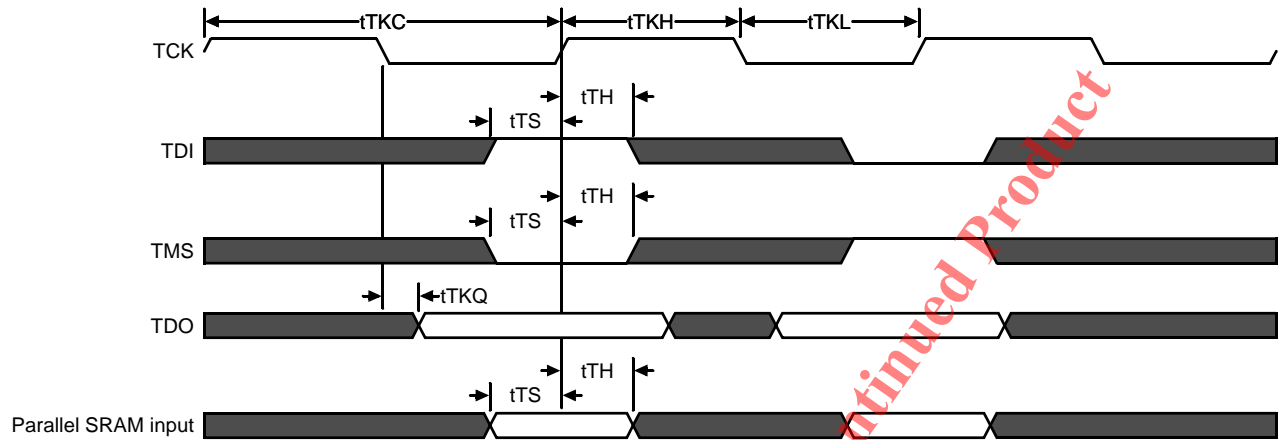 tTKC
tTKH
tTKL
TCK
tTH
tTS
TDI
tTH
tTS
TMS
tTKQ
TDO
tTH
tTS
Parallel SRAM input
ntinued Product